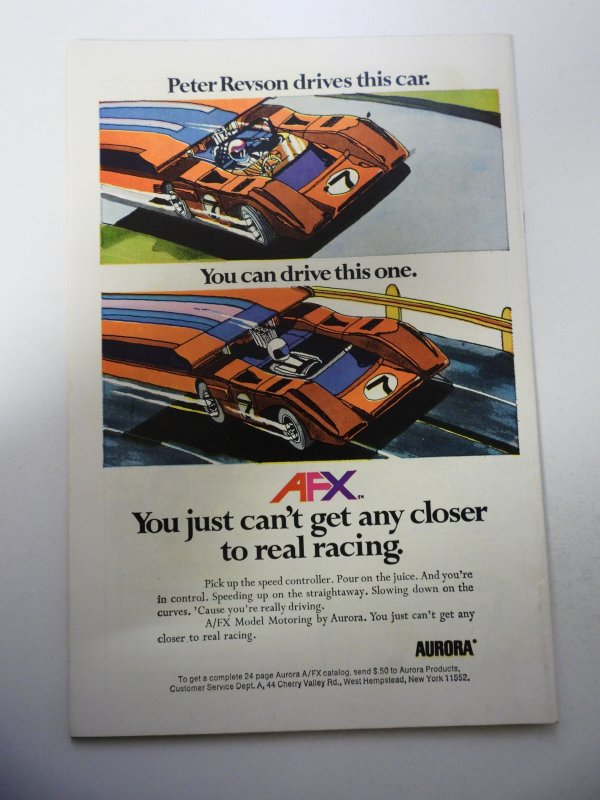 Peter Revson drives this car.
7
You can drive this one.
7
7
AFX™
You just can't get any closer
to real racing.
Pick up the speed controller. Pour on the juice. And you're
in control. Speeding up on the straightaway. Slowing down on the
curves. 'Cause you're really driving.
A/FX Model Motoring by Aurora. You just can't get any
closer to real racing.
AURORA®
To get a complete 24 page Aurora A/FX catalog, send $.50 to Aurora Products,
Customer Service Dept. A, 44 Cherry Valley Rd., West Hempstead, New York 11552.